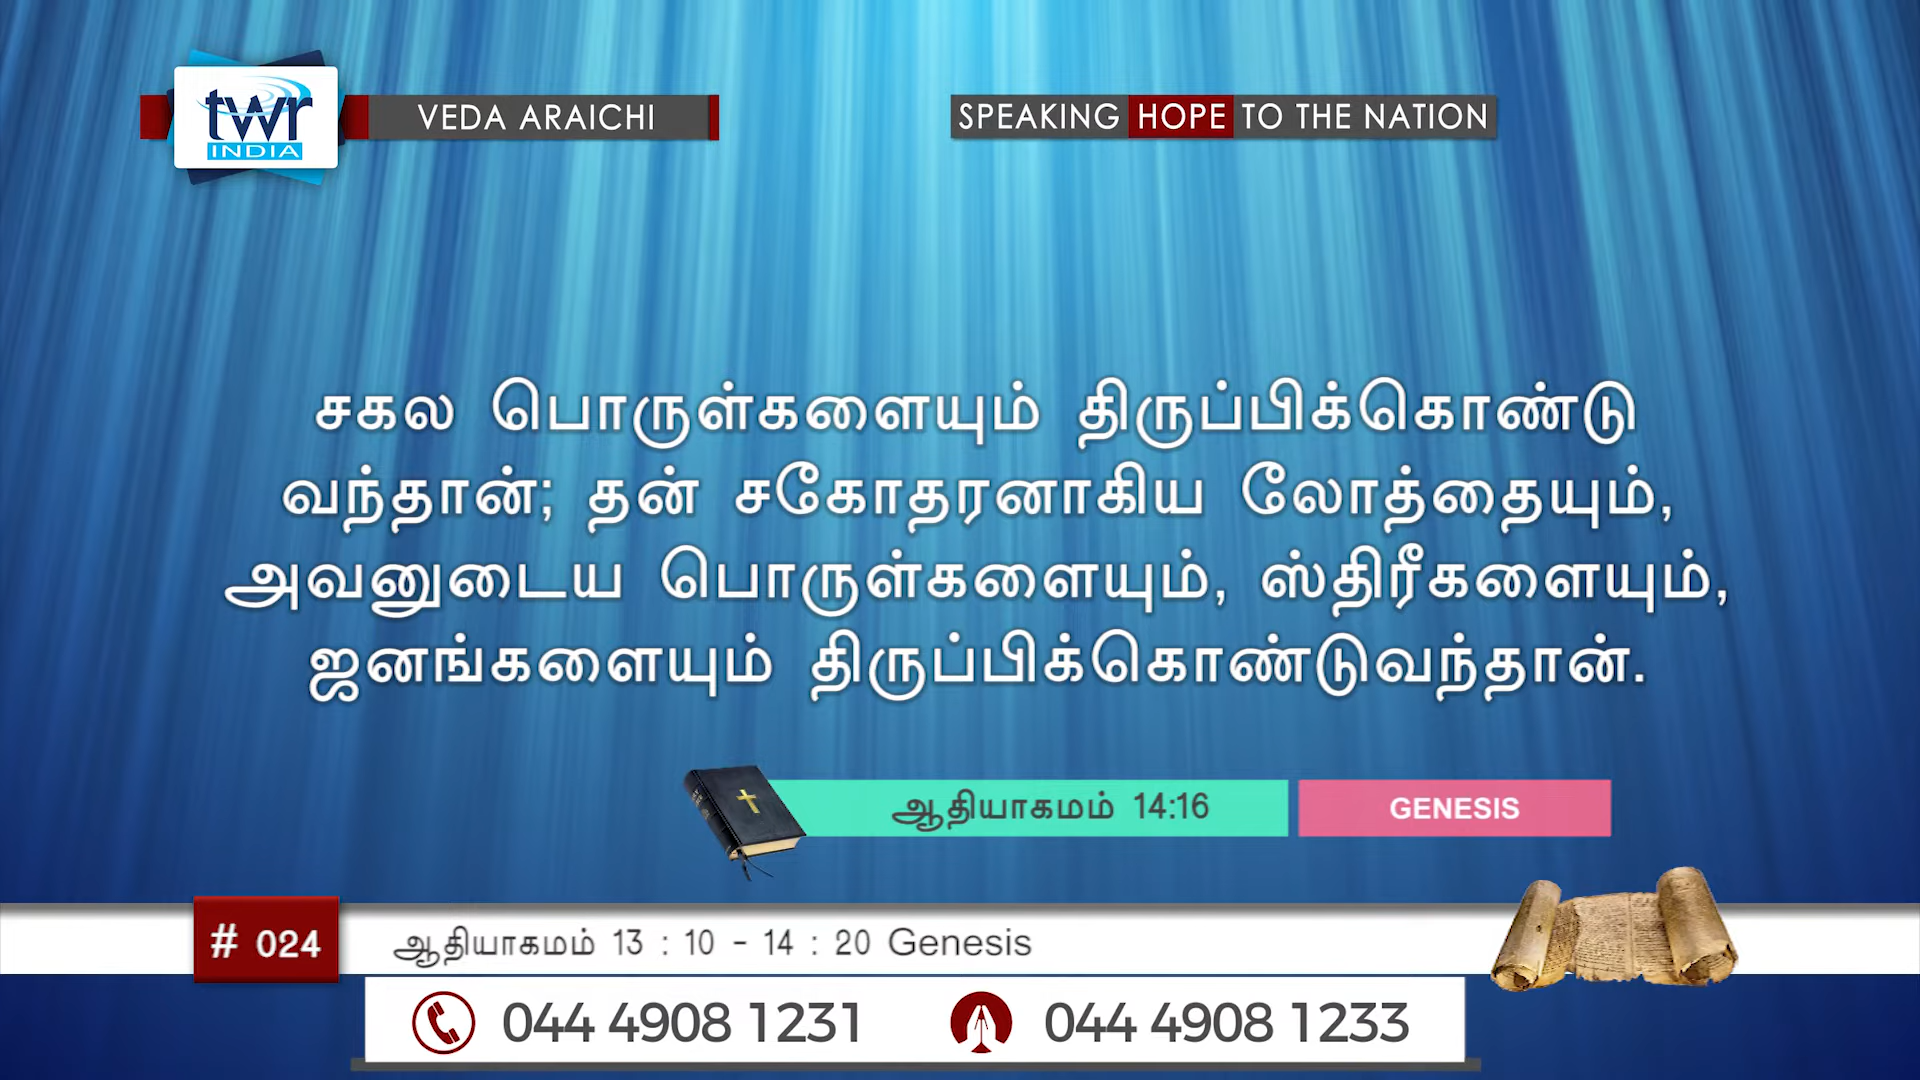 twr
INDIA
VEDA ARAICHI
SPEAKING HOPE TO THE NATION
சகல பொருள்களையும் திருப்பிக்கொண்டு
வந்தான்; தன் சகோதரனாகிய லோத்தையும்,
அவனுடைய பொருள்களையும், ஸ்திரீகளையும்,
ஜனங்களையும் திருப்பிக்கொண்டுவந்தான்.
ஆதியாகமம் 14:16
GENESIS
# 024
ஆதியாகமம் 13 : 10 - 14 : 20 Genesis
044 4908 1231
044 4908 1233